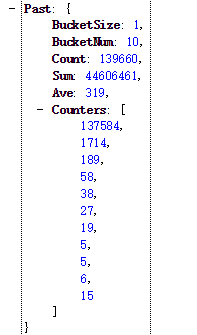 - Past: {
BucketSize: 1,
BucketNum: 10,
Count: 139660,
Sum: 44606461,
Ave: 319,
- Counters: [
137584,
1714,
189,
58,
38,
27,
19,
5,
5,
6,
15
]
}